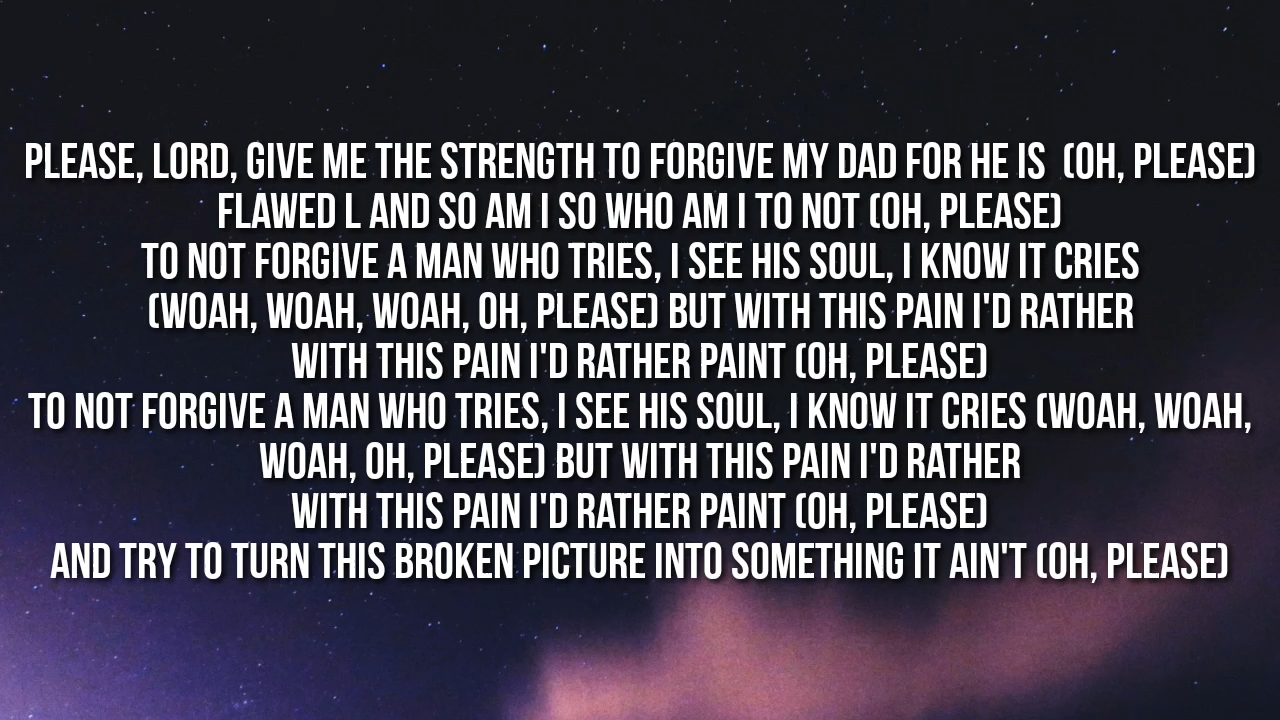 PLEASE, LORD, GIVE ME THE STRENGTH TO FORGIVE MY DAD FOR HE IS  (OH, PLEASE)
FLAWED L AND SO AM I SO WHO AM I TO NOT (OH, PLEASE)
TO NOT FORGIVE A MAN WHO TRIES, I SEE HIS SOUL, I KNOW IT CRIES
(WOAH, WOAH, WOAH, OH, PLEASE) BUT WITH THIS PAIN I'D RATHER
WITH THIS PAIN I'D RATHER PAINT (OH, PLEASE)
TO NOT FORGIVE A MAN WHO TRIES, I SEE HIS SOUL, I KNOW IT CRIES (WOAH, WOAH,
WOAH, OH, PLEASE) BUT WITH THIS PAIN I'D RATHER
WITH THIS PAIN I'D RATHER PAINT (OH, PLEASE)
AND TRY TO TURN THIS BROKEN PICTURE INTO SOMETHING IT AIN'T (OH, PLEASE)